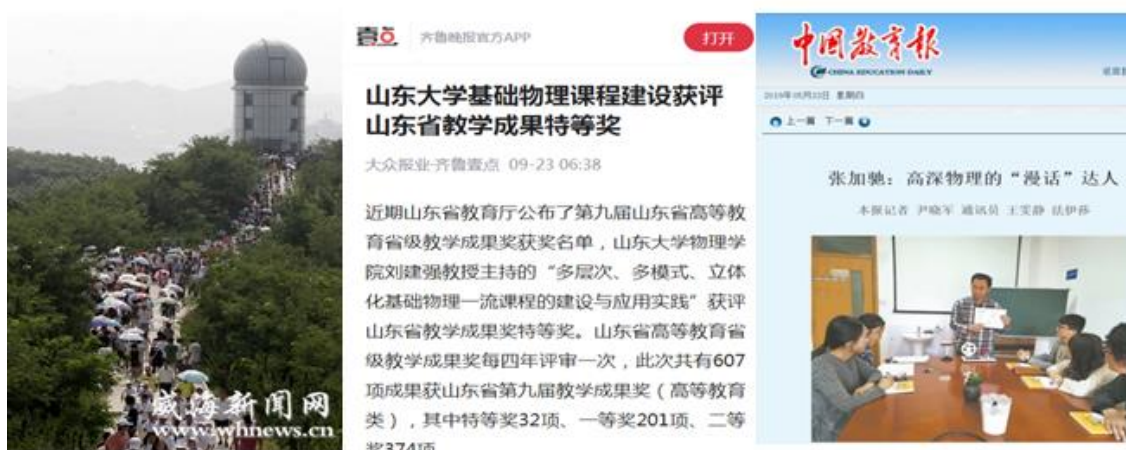 威海新闻网
www.whnews.cn
壹点 齐鲁晚报官方APP 打开
山东大学基础物理课程建设获评
山东省教学成果特等奖
大众报业·齐鲁壹点 09-23 06:38
近期山东省教育厅公布了第九届山东省高等教
育省级教学成果奖获奖名单，山东大学物理学
院刘建强教授主持的“多层次、多模式、立体
化基础物理一流课程的建设与应用实践”获评
山东省教学成果奖特等奖。山东省高等教育省
级教学成果奖每四年评审一次，此次共有607
项成果获山东省第九届教学成果奖（高等教育
类），其中特等奖32项、一等奖201项、二等
奖374项
中国教育报
CHINA EDUCATION DAILY
上一篇 下一篇
张加驰：高深物理的“漫话”达人
本报记者 尹晓军 通讯员 王雯静 法伊莎